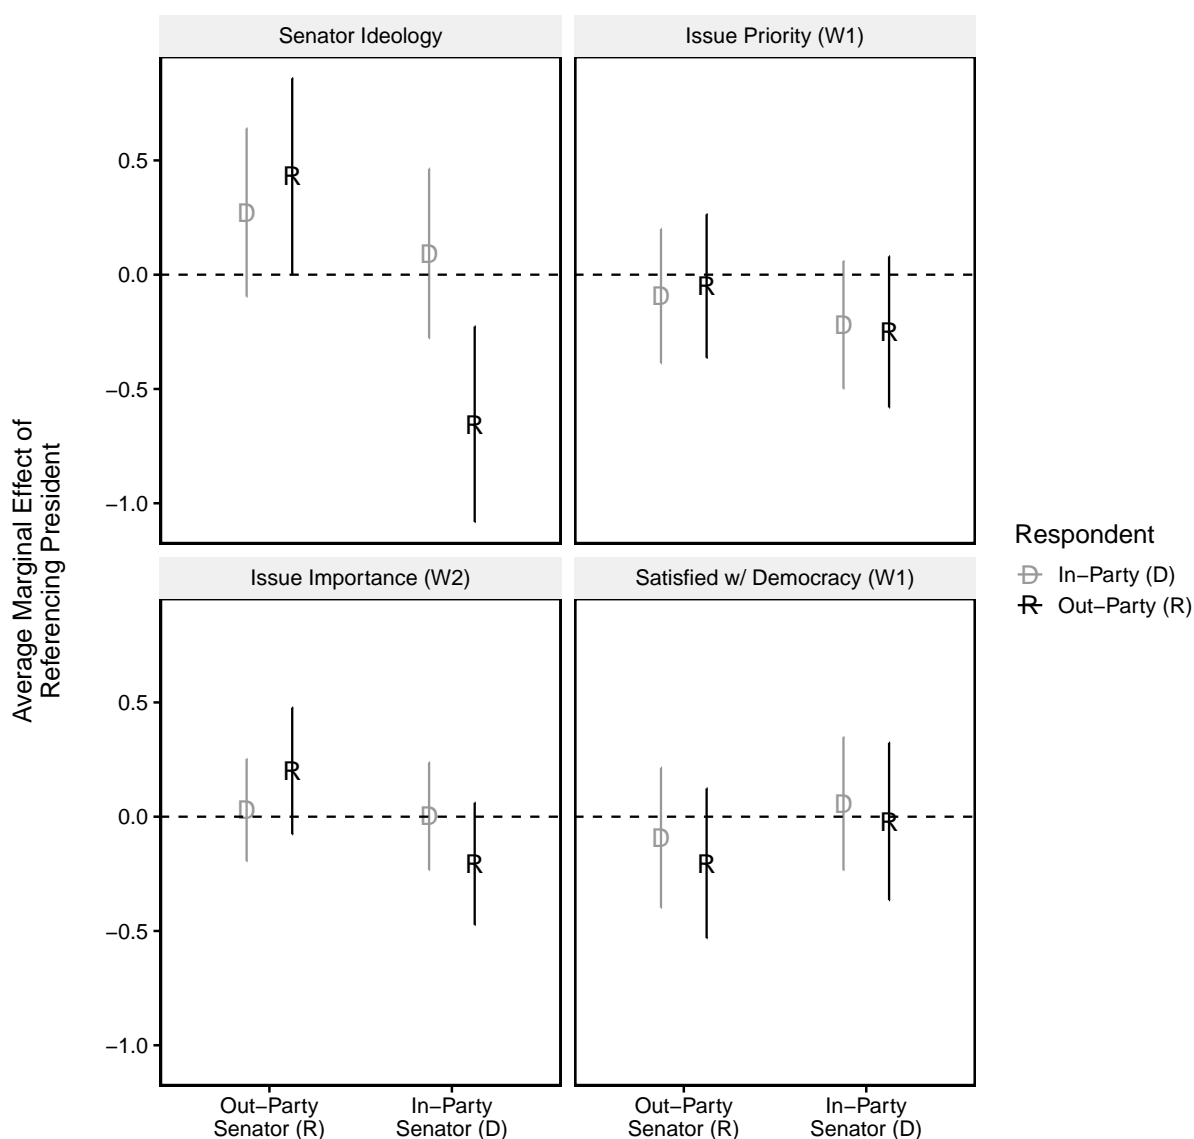 Senator Ideology
Issue Priority (W1)
0.5
0.0
−0.5
−1.0
D
R
D
R
D
R
D
R
Average Marginal Effect of
Referencing President
Issue Importance (W2)
Satisfied w/ Democracy (W1)
0.5
0.0
−0.5
−1.0
D
R
D
R
D
R
D
R
Out−Party
Senator (R)
In−Party
Senator (D)
Out−Party
Senator (R)
In−Party
Senator (D)
Respondent
D In−Party (D)
R Out−Party (R)